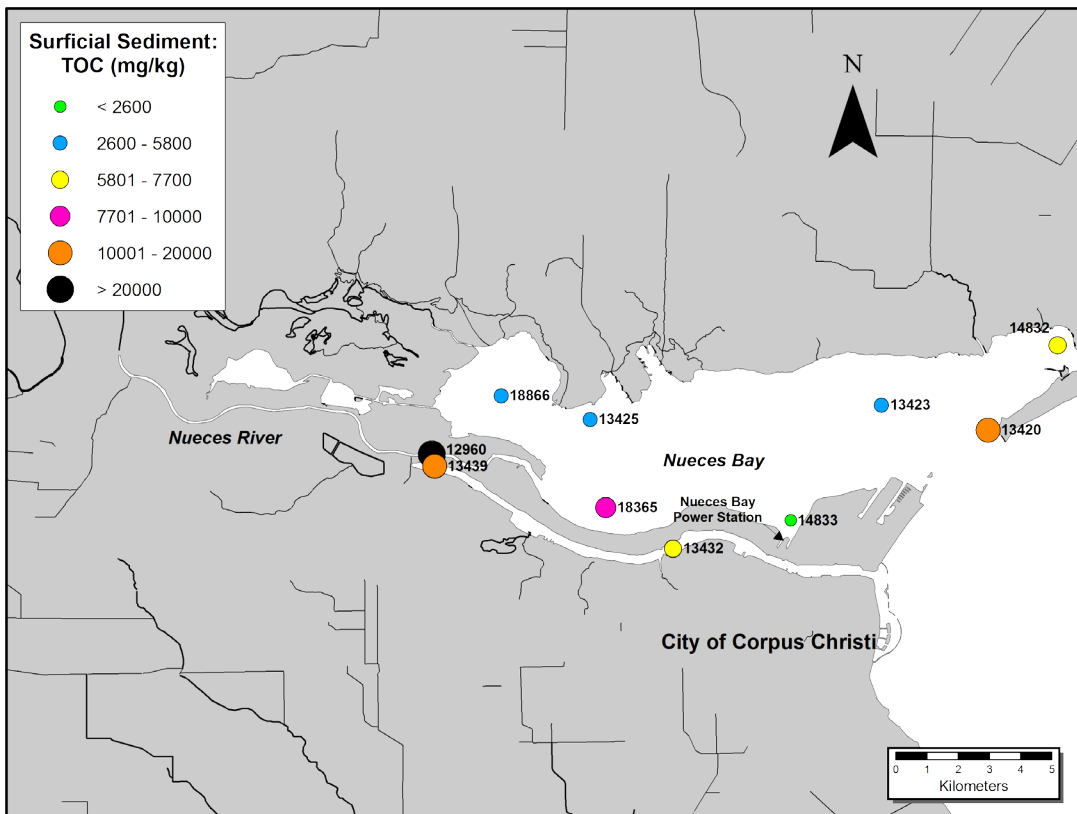 Surficial Sediment:
TOC (mg/kg)
< 2600
2600 - 5800
5801 - 7700
7701 - 10000
10001 - 20000
> 20000
N
14832
18866
13425
13423
13420
Nueces River
12960
13439
Nueces Bay
18365
Nueces Bay
Power Station
14833
13432
City of Corpus Christi
0 1 2 3 4 5
Kilometers